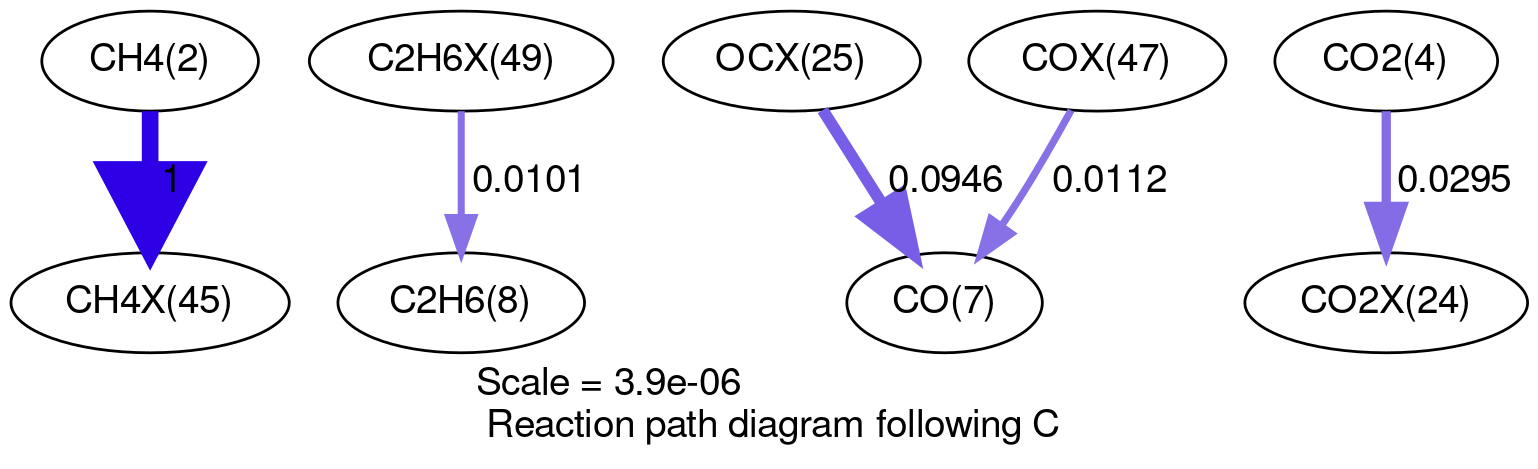 CH4(2)
C2H6X(49)
OCX(25)
COX(47)
CO2(4)
1
0.0101
0.0946
0.0112
0.0295
CH4X(45)
C2H6(8)
CO(7)
CO2X(24)
Scale = 3.9e-06
Reaction path diagram following C